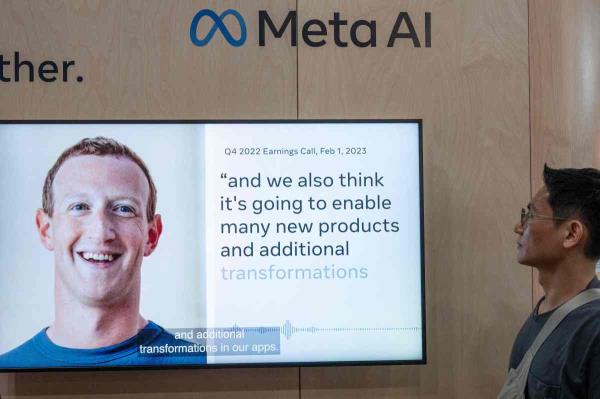 Meta AI
ther.
Q4 2022 Earnings Call, Feb 1, 2023
“and we also think
it's going to enable
many new products
and additional
transformations
and additional
transformations in our apps.